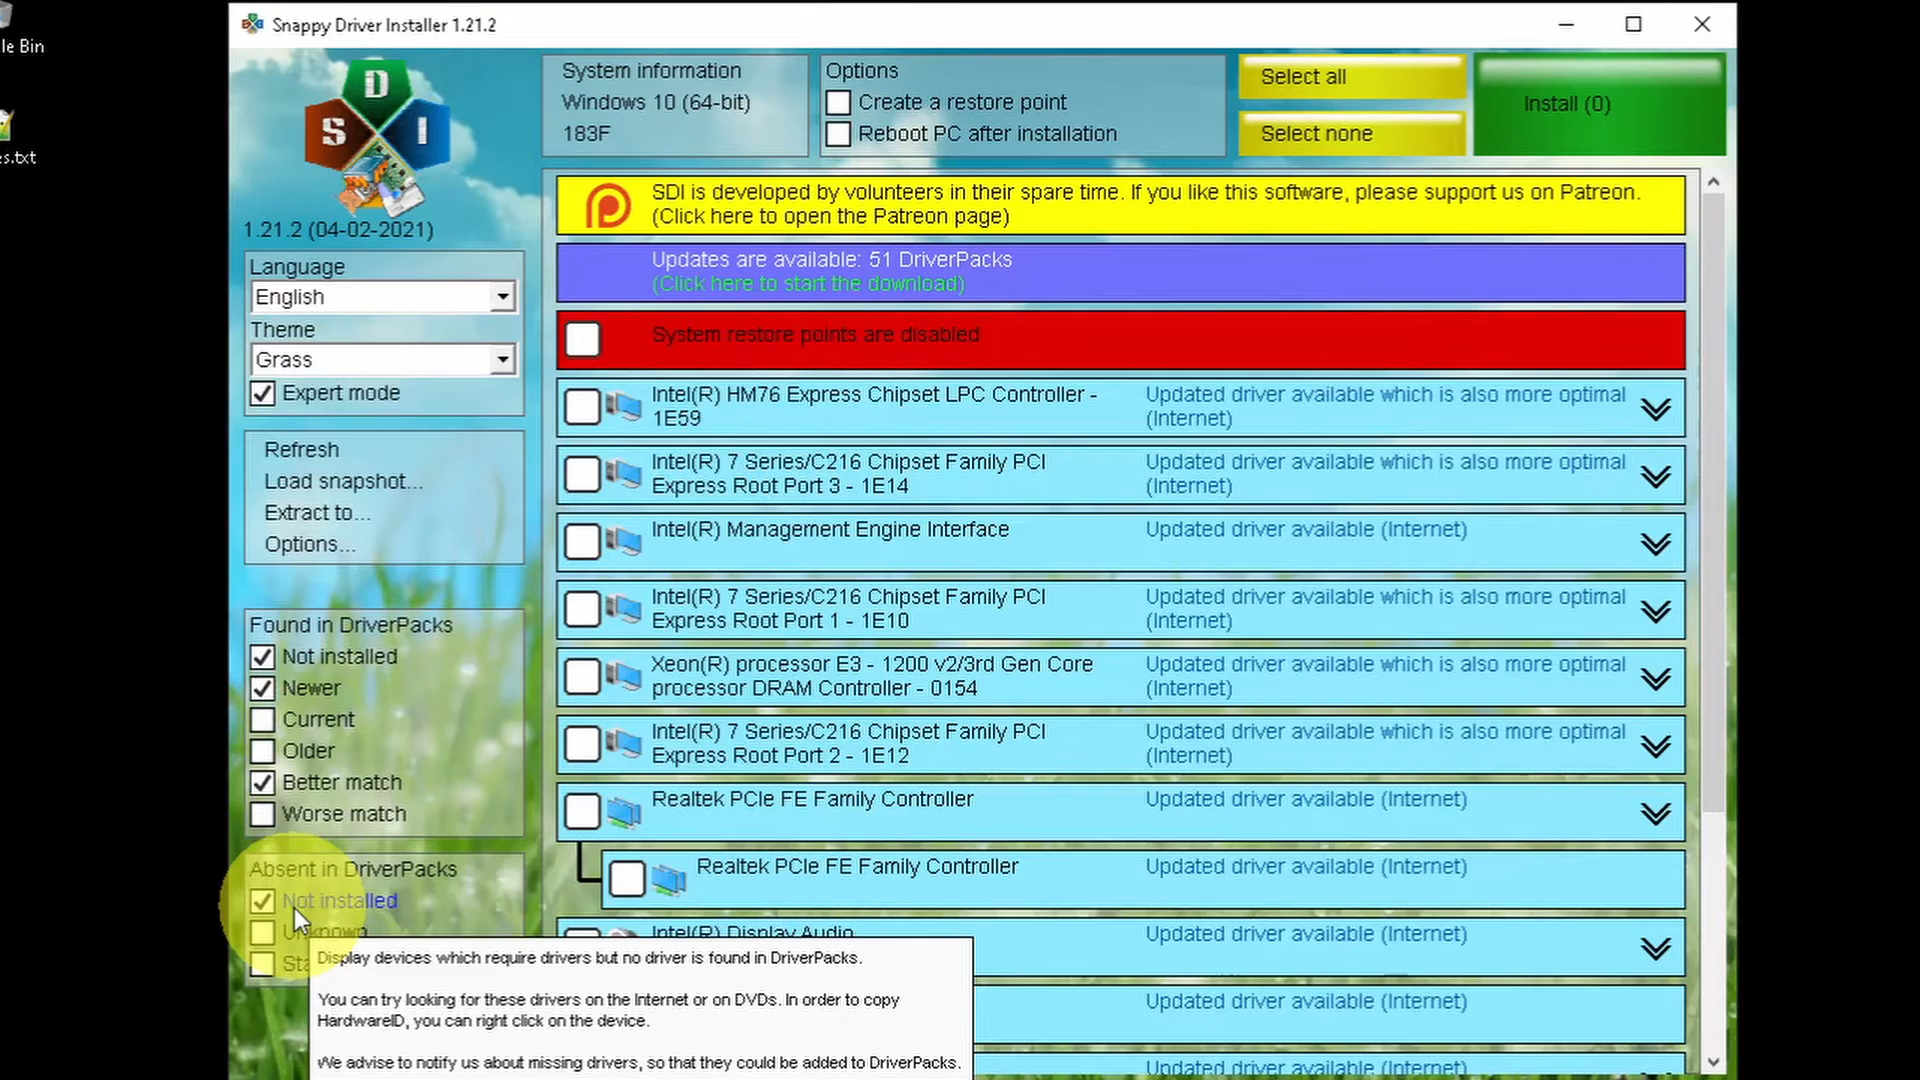 le Bin
es.txt
Snappy Driver Installer 1.21.2
D
S I
1.21.2 (04-02-2021)
Language
English
Theme
Grass
Expert mode
Refresh
Load snapshot...
Extract to...
Options...
Found in DriverPacks
Not installed
Newer
Current
Older
Better match
Worse match
Absent in DriverPacks
Not installed
Unknown
Sta
System information
Windows 10 (64-bit)
183F
Options
Create a restore point
Reboot PC after installation
Select all
Select none
Install (0)
SDI is developed by volunteers in their spare time. If you like this software, please support us on Patreon.
(Click here to open the Patreon page)
Updates are available: 51 DriverPacks
(Click here to start the download)
System restore points are disabled
Intel(R) HM76 Express Chipset LPC Controller -
1E59
Updated driver available which is also more optimal
(Internet)
Intel(R) 7 Series/C216 Chipset Family PCI
Express Root Port 3 - 1E14
Updated driver available which is also more optimal
(Internet)
Intel(R) Management Engine Interface
Updated driver available (Internet)
Intel(R) 7 Series/C216 Chipset Family PCI
Express Root Port 1 - 1E10
Updated driver available which is also more optimal
(Internet)
Xeon(R) processor E3 - 1200 v2/3rd Gen Core
processor DRAM Controller - 0154
Updated driver available which is also more optimal
(Internet)
Intel(R) 7 Series/C216 Chipset Family PCI
Express Root Port 2 - 1E12
Updated driver available which is also more optimal
(Internet)
Realtek PCIe FE Family Controller
Updated driver available (Internet)
Realtek PCIe FE Family Controller
Updated driver available (Internet)
Intel(R) Display Audio
Updated driver available (Internet)
Updated driver available (Internet)
Updated driver available (Internet)
Display devices which require drivers but no driver is found in DriverPacks.
You can try looking for these drivers on the Internet or on DVDs. In order to copy
HardwareID, you can right click on the device.
We advise to notify us about missing drivers, so that they could be added to DriverPacks.